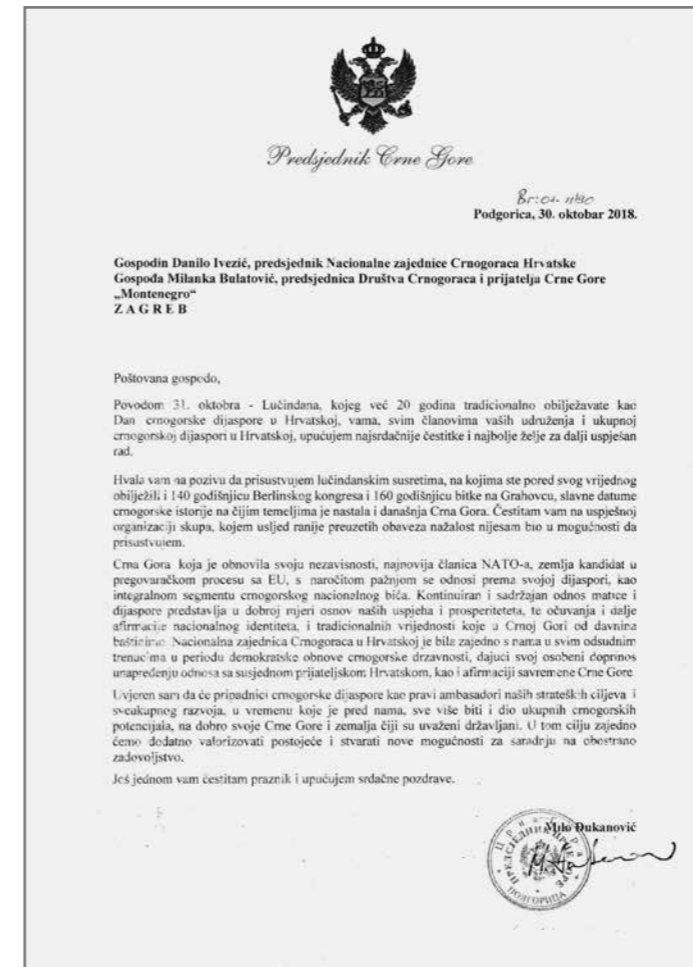 Predsjednik Crne Gore
Podgorica, 30. oktobar 2018.
Gospodin Danilo Ivezić, predsjednik Nacionalne zajednice Crnogoraca Hrvatske
Gospođa Milanka Bulatović, predsjednica Društva Crnogoraca i prijatelja Crne Gore
„Montenegro“
Z A G R E B
Poštovana gospodo,
Povodom 31. oktobra - Lučindana, kojeg već 20 godina tradicionalno obilježavate kao
Dan crnogorske dijaspore u Hrvatskoj, vama, svim članovima vaših udruženja i ukupnoj
crnogorskoj dijaspori u Hrvatskoj, upućujem najsrdačnije čestitke i najbolje želje za dalji uspješan
rad.
Hvala vam na pozivu da prisustvujem lučindanskim susretima, na kojima ste pored svog vrijednog
obilježili i 140 godišnjicu Berlinskog kongresa i 160 godišnjicu bitke na Grahovcu, slavne datume
crnogorske istorije na čijim temeljima je nastala i današnja Crna Gora. Čestitam vam na uspješnoj
organizaciji skupa, kojem usljed ranije preuzetih obaveza nažalost nijesam bio u mogućnosti da
prisustvujem.
Crna Gora koja je obnovila svoju nezavisnosti, najnovija članica NATO-a, zemlja kandidat u
pregovaračkom procesu sa EU, s naročitom pažnjom se odnosi prema svojoj dijaspori, kao
integralnom segmentu crnogorskog nacionalnog bića. Kontinuiran i sadržajan odnos matice i
dijaspore predstavlja u dobroj mjeri osnov naših uspjeha i prosperiteteta, te očuvanja i dalje
afirmacije nacionalnog identiteta, i tradicionalnih vrijednosti koje u Crnoj Gori od davnina
baštinimo. Nacionalna zajednica Crnogoraca u Hrvatskoj je bila zajedno s nama u svim odsudnim
trenucima u periodu demokratske obnove crnogorske državnosti, dajući svoj osobeni doprinos
unapređenju odnosa sa susjednom prijateljskom Hrvatskom, kao i afirmaciji savremene Crne Gore
Uvjeren sam da će pripadnici crnogorske dijaspore kao pravi ambasadori naših strateških ciljeva i
sveukupnog razvoja, u vremenu koje je pred nama, sve više biti i dio ukupnih crnogorskih
potencijala, na dobro svoje Crne Gore i zemalja čiji su uvaženi državljani. U tom cilju zajedno
ćemo dodatno valorizovati postojeće i stvarati nove mogućnosti za saradnju na obostrano
zadovoljstvo.
Još jednom vam čestitam praznik i upućujem srdačne pozdrave.
Milo Đukanović
Црна Гора
ПРЕДСЈЕДНИК ЦРНЕ ГОРЕ
ПОДГОРИЦА